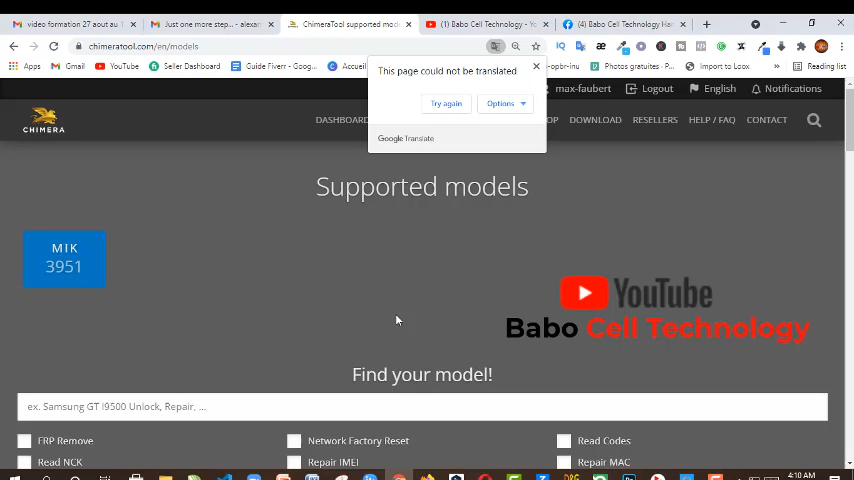 video formation 27 aout au 1
Just one more step... - alexan
ChimeraTool supported mode
(1) Babo Cell Technology - Yo
(4) Babo Cell Technology Ha
chimeratool.com/en/models
Apps
Gmail
YouTube
Seller Dashboard
Guide Fiverr - Goog...
Accueil
opbr-inu
Photos gratuites - P...
Import to Loox
Reading list
This page could not be translated
Try again
Options
Google Translate
max-faubert
Logout
English
Notifications
CHIMERA
DASHBOARD
DOWNLOAD
RESELLERS
HELP / FAQ
CONTACT
Supported models
MTK
3951
YouTube
Babo Cell Technology
Find your model!
ex. Samsung GT I9500 Unlock, Repair, ...
FRP Remove
Network Factory Reset
Read Codes
Read NCK
Repair IMEI
Repair MAC
4:10 AM